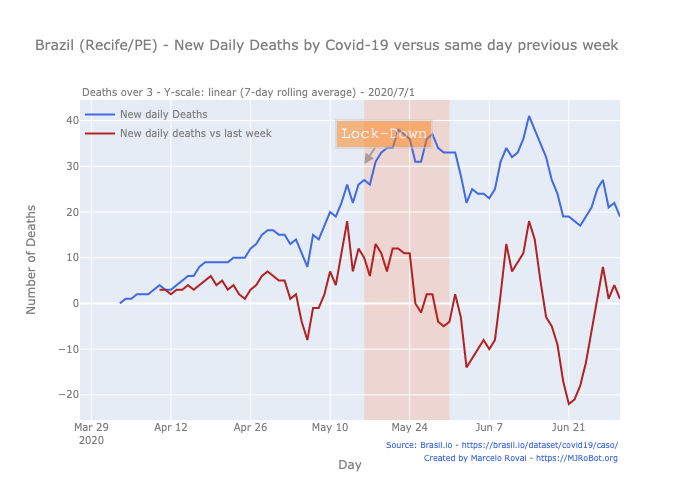 Brazil (Recife/PE) - New Daily Deaths by Covid-19 versus same day previous week
Deaths over 3 - Y-scale: linear (7-day rolling average) - 2020/7/1
New daily Deaths
New daily deaths vs last week
Lock-Down
Number of Deaths
40
30
20
10
0
−10
−20
Mar 29
2020
Apr 12
Apr 26
May 10
May 24
Jun 7
Jun 21
Day
Source: Brasil.io - https://brasil.io/dataset/covid19/caso/
Created by Marcelo Rovai - https://MJRoBot.org